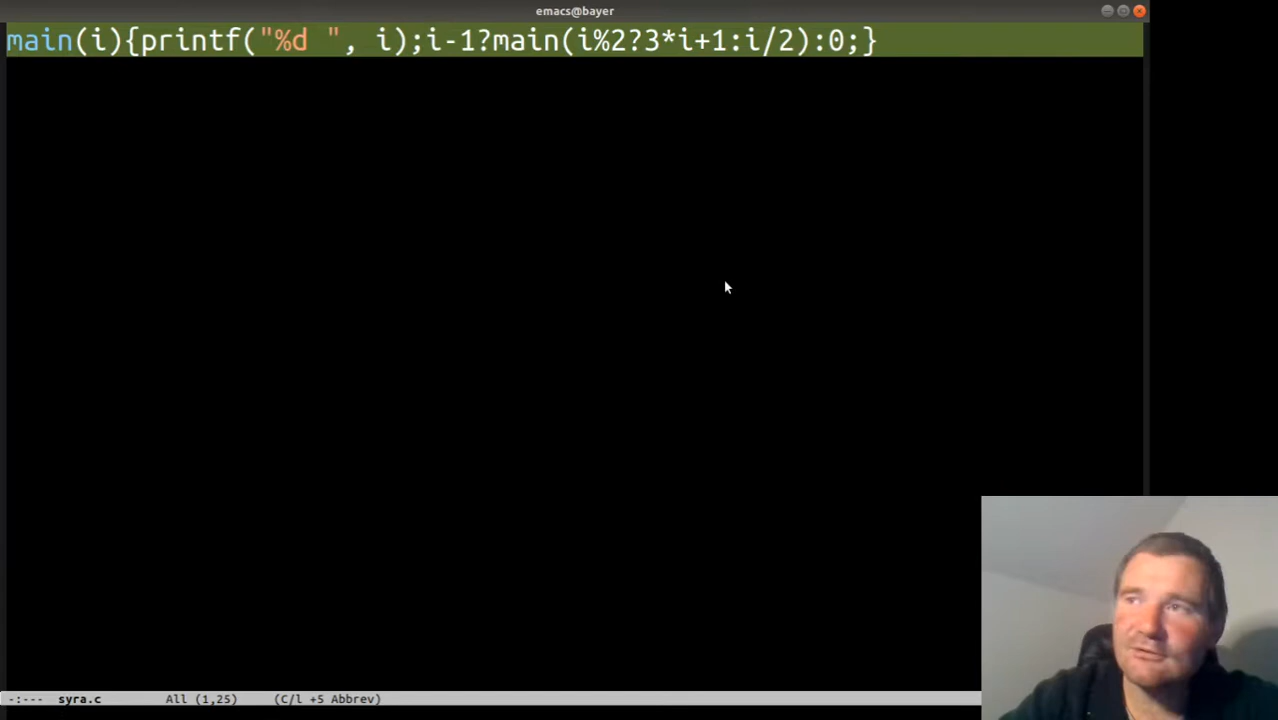 emacs@bayer
main(i){printf("%d ", i);i-1?main(i%2?3*i+1:i/2):0;}
-:--- syra.c All (1,25) (C/l +5 Abbrev)